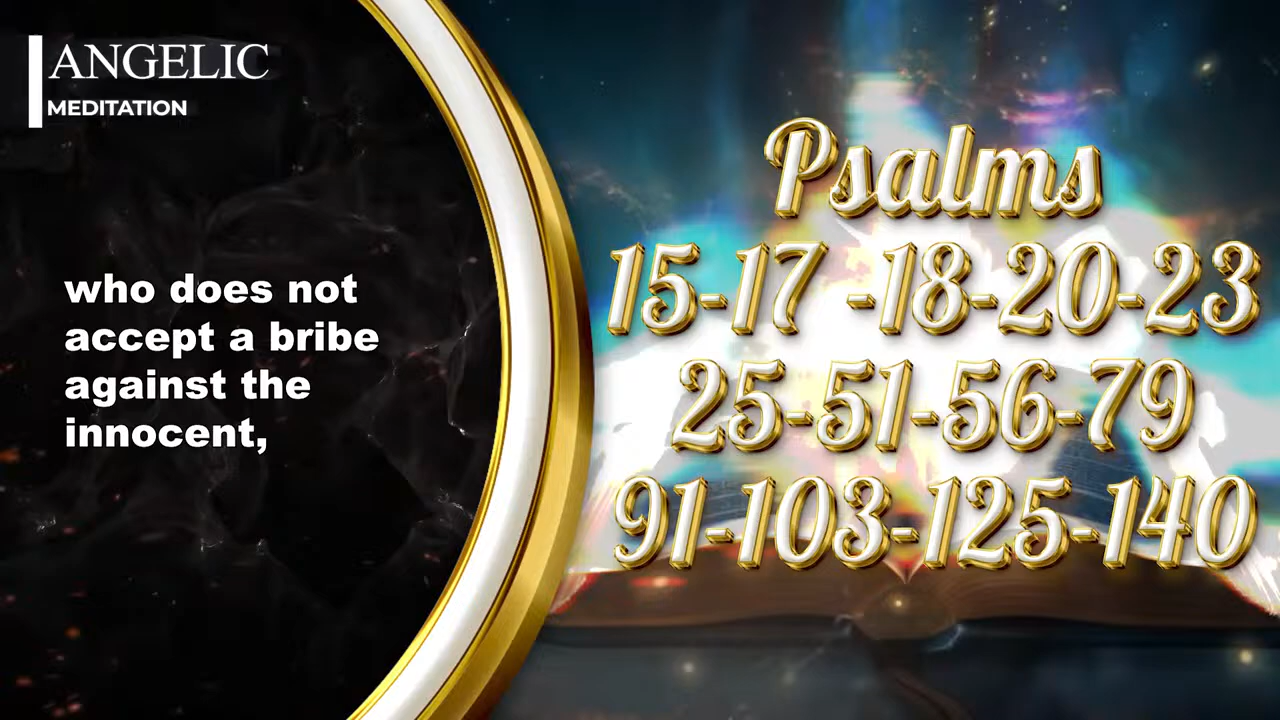 ANGELIC
MEDITATION
who does not
accept a bribe
against the
innocent,
Psalms
15-17 -18-20-23
25-51-56-79
91-103-125-140